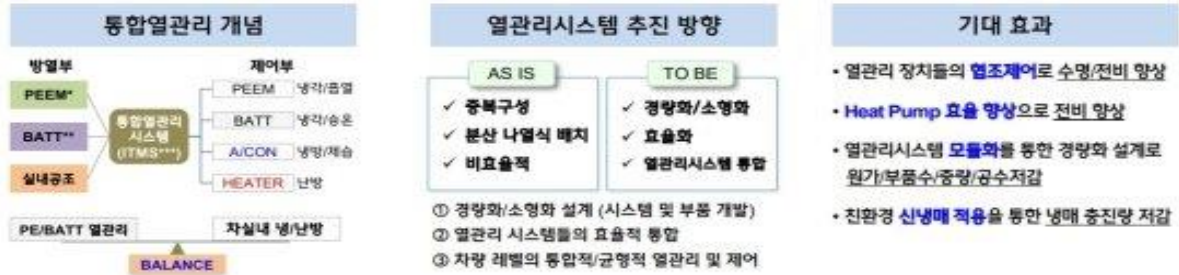 통합열관리 개념
방열부
제어부
PEEM*
BATT**
실내공조
통합열관리
시스템
(ITMS***)
PEEM 냉각/흡열
BATT 냉각/승온
A/CON 냉방/제습
HEATER 난방
PE/BATT 열관리
차실내 냉/난방
BALANCE
열관리시스템 추진 방향
AS IS
✓ 중복구성
✓ 분산 나열식 배치
✓ 비효율적
TO BE
✓ 경량화/소형화
✓ 효율화
✓ 열관리시스템 통합
① 경량화/소형화 설계 (시스템 및 부품 개발)
② 열관리 시스템들의 효율적 통합
③ 차량 레벨의 통합적/균형적 열관리 및 제어
기대 효과
• 열관리 장치들의 협조제어로 수명/전비 향상
• Heat Pump 효율 향상으로 전비 향상
• 열관리시스템 모듈화를 통한 경량화 설계로
원가/부품수/중량/공수저감
• 친환경 신냉매 적용을 통한 냉매 충진량 저감